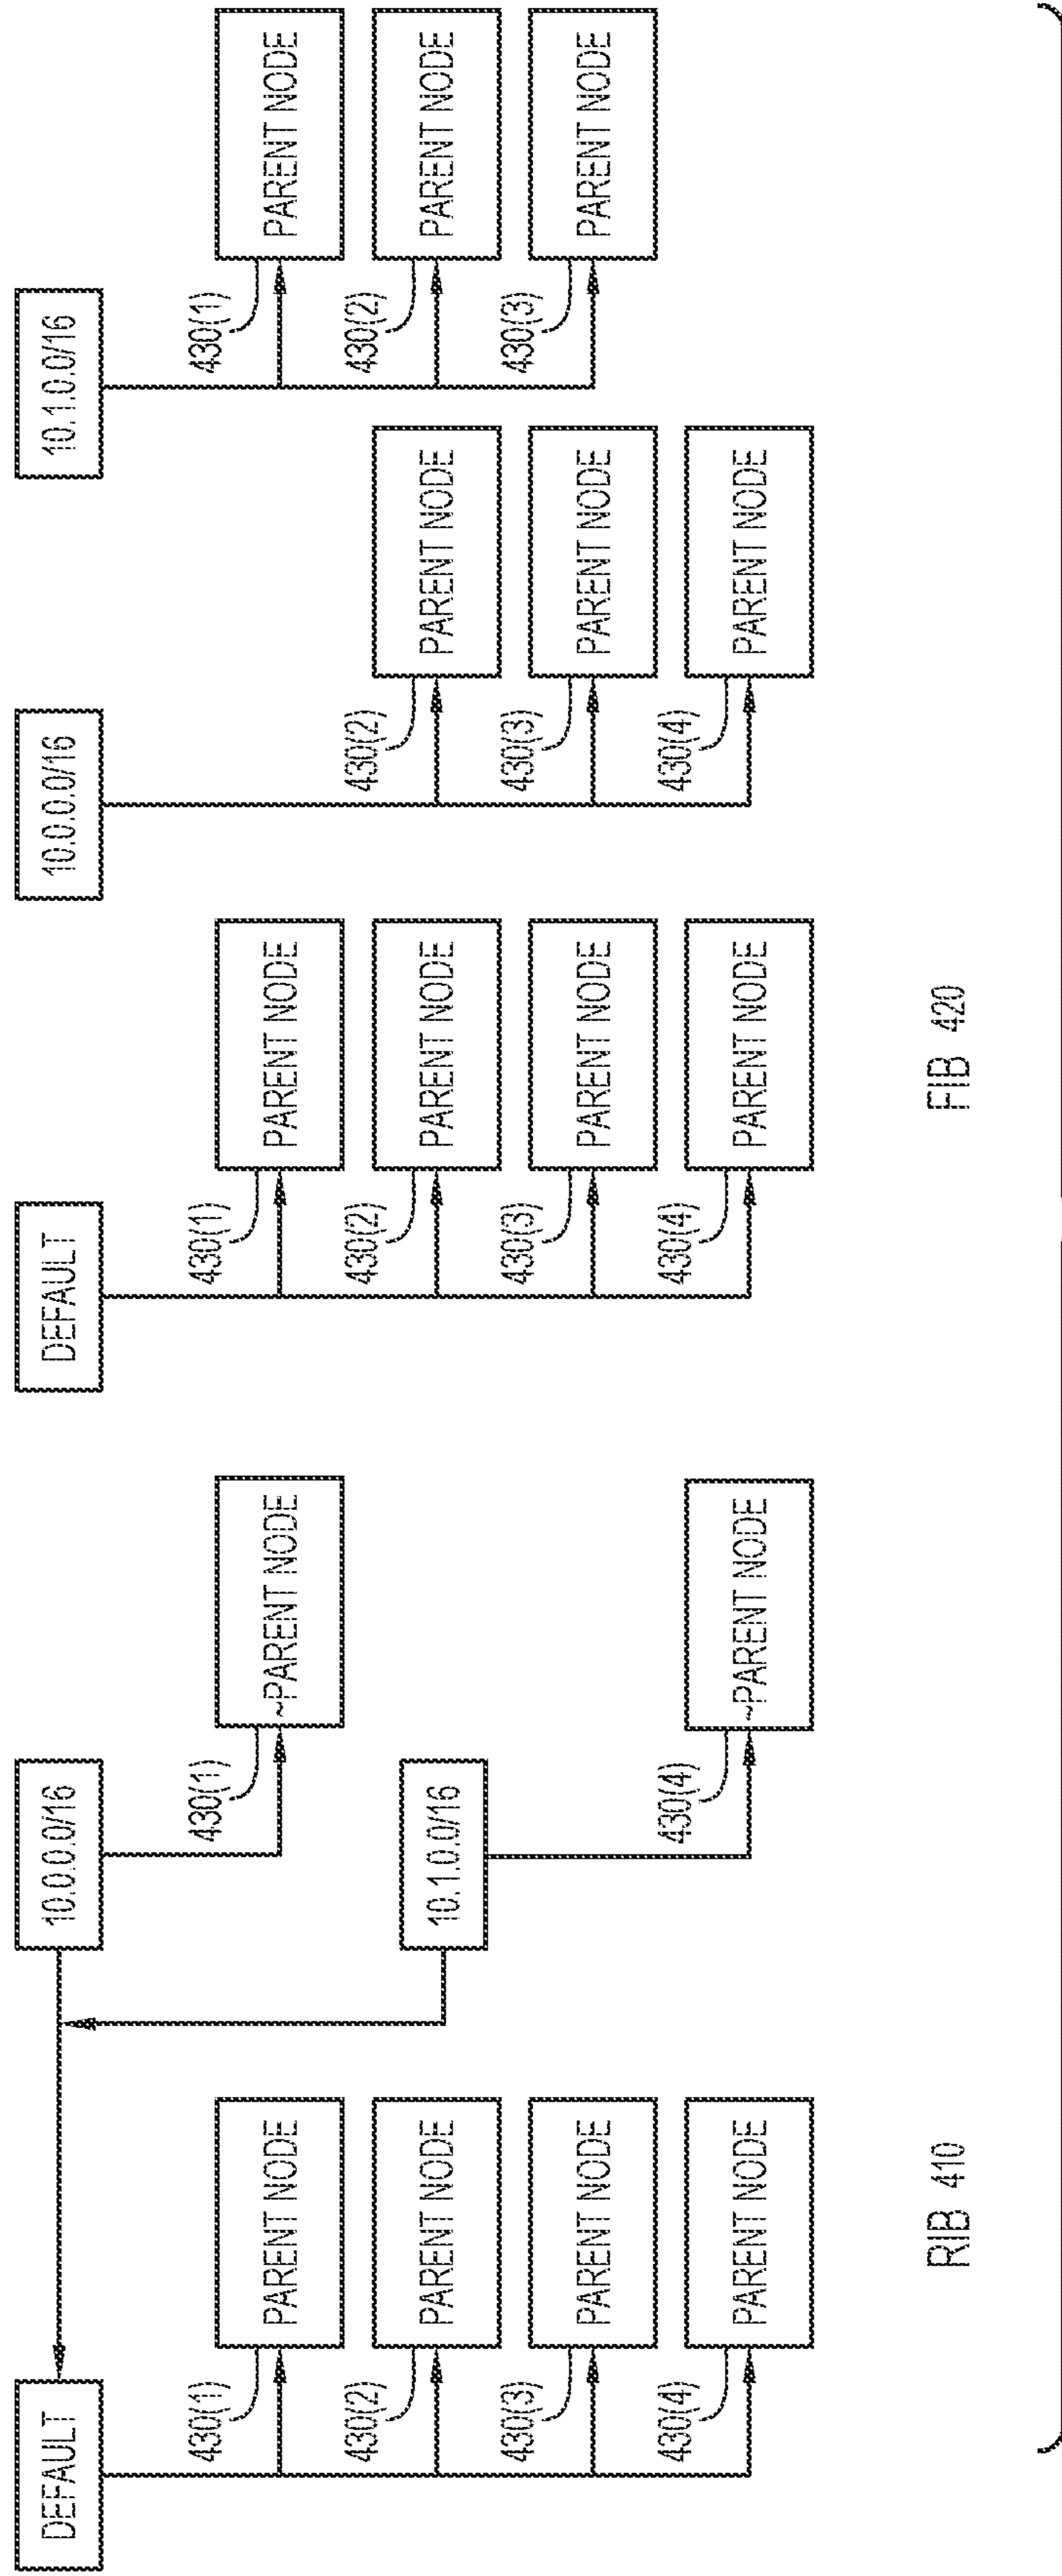 DEFAULT
430(1)
PARENT NODE
430(2)
PARENT NODE
430(3)
PARENT NODE
430(4)
PARENT NODE
10.0.0.0/16
430(1)
~PARENT NODE
10.1.0.0/16
430(4)
~PARENT NODE
RIB 410
DEFAULT
430(1)
PARENT NODE
430(2)
PARENT NODE
430(3)
PARENT NODE
430(4)
PARENT NODE
10.0.0.0/16
430(2)
PARENT NODE
430(3)
PARENT NODE
430(4)
PARENT NODE
10.1.0.0/16
430(1)
PARENT NODE
430(2)
PARENT NODE
430(3)
PARENT NODE
FIB 420